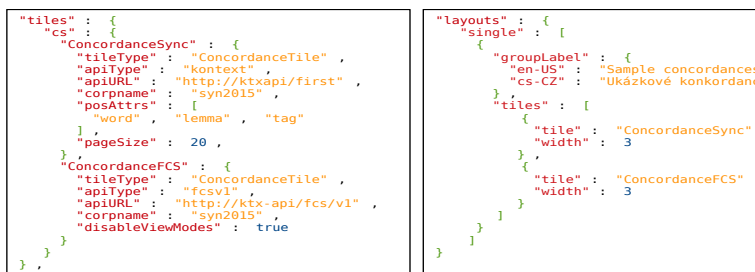 "tiles" : {
"cs" : {
"ConcordanceSync" : {
"tileType" : "ConcordanceTile" ,
"apiType" : "kontext" ,
"apiURL" : "http://ktxapi/first" ,
"corpname" : "syn2015" ,
"posAttrs" : [
"word" , "lemma" , "tag"
] ,
"pageSize" : 20 ,
} ,
"ConcordanceFCS" : {
"tileType" : "ConcordanceTile" ,
"apiType" : "fcsv1" ,
"apiURL" : "http://ktx-api/fcs/v1" ,
"corpname" : "syn2015" ,
"disableViewModes" : true
}
}
} ,
"layouts" : {
"single" : [
{
"groupLabel" : {
"en-US" : "Sample concordances
"cs-CZ" : "Ukázkové konkordanc
} ,
"tiles" : [
{
"tile" : "ConcordanceSync"
"width" : 3
} ,
{
"tile" : "ConcordanceFCS"
"width" : 3
}
]
}
]
}